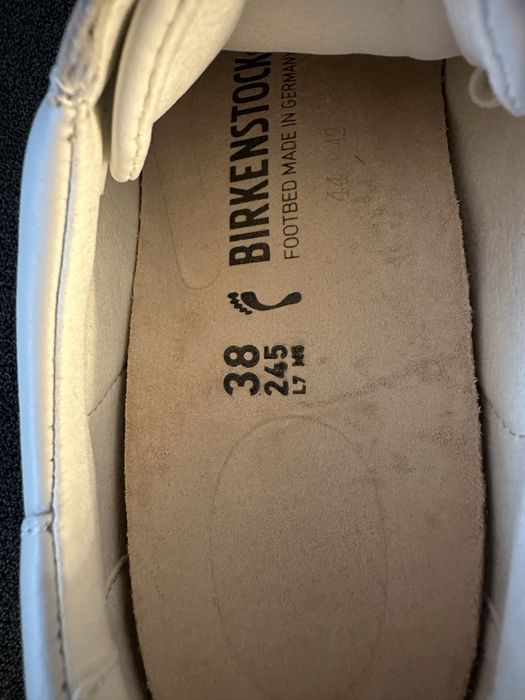 BIRKENSTOCK
FOOTBED MADE IN GERMANY
38
245
L7 M5